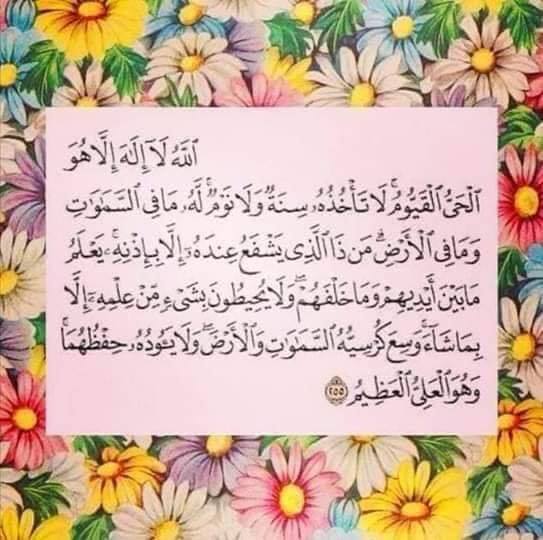 ٱللَّهُ لَآ إِلَٰهَ إِلَّا هُوَ
ٱلْحَىُّ ٱلْقَيُّومُ ۚ لَا تَأْخُذُهُۥ سِنَةٌ وَلَا نَوْمٌ ۚ لَّهُۥ مَا فِى ٱلسَّمَٰوَٰتِ
وَمَا فِى ٱلْأَرْضِ ۗ مَن ذَا ٱلَّذِى يَشْفَعُ عِندَهُۥٓ إِلَّا بِإِذْنِهِۦ ۚ يَعْلَمُ
مَا بَيْنَ أَيْدِيهِمْ وَمَا خَلْفَهُمْ ۖ وَلَا يُحِيطُونَ بِشَىْءٍ مِّنْ عِلْمِهِۦٓ إِلَّا
بِمَا شَآءَ ۚ وَسِعَ كُرْسِيُّهُ ٱلسَّمَٰوَٰتِ وَٱلْأَرْضَ ۖ وَلَا يَـُٔودُهُۥ حِفْظُهُمَا ۚ
وَهُوَ ٱلْعَلِىُّ ٱلْعَظِيمُ ۝٢٥٥